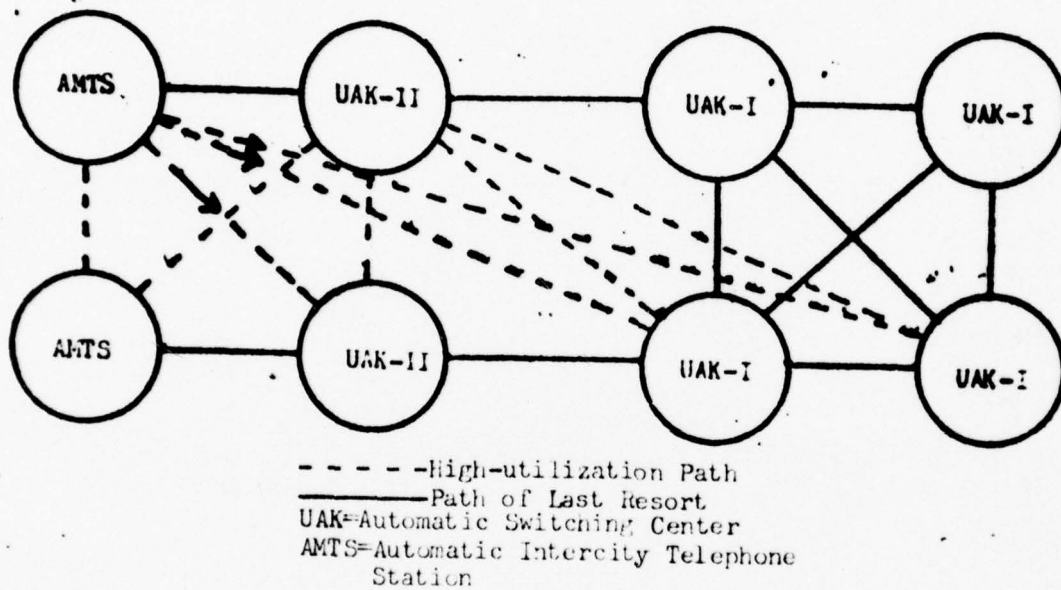 AMTS
UAK-II
UAK-I
UAK-I
AMTS
UAK-II
UAK-I
UAK-I
High-utilization Path
Path of Last Resort
UAK=Automatic Switching Center
AMTS=Automatic Intercity Telephone
Station